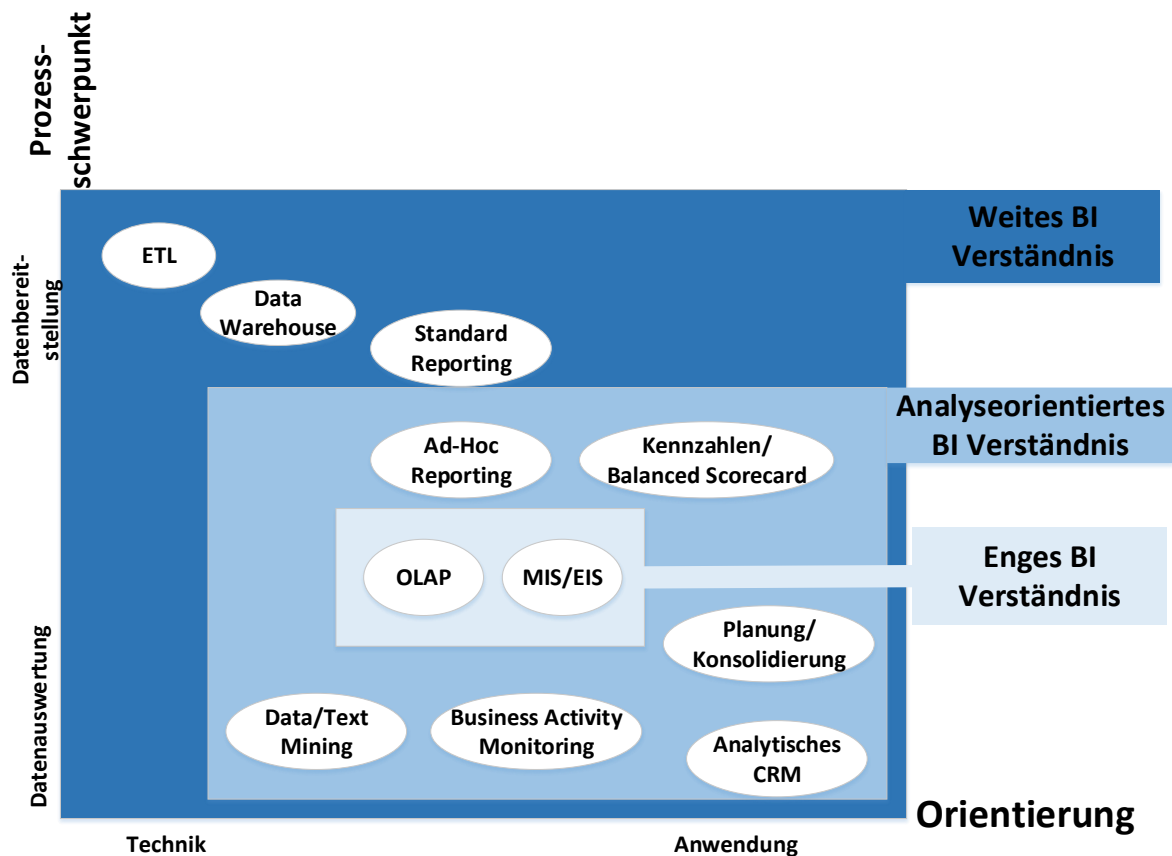 Prozess-
schwerpunkt
Weites BI
Verständnis
ETL
Datenbereit-
stellung
Data
Warehouse
Standard
Reporting
Analyseorientiertes
BI Verständnis
Ad-Hoc
Reporting
Kennzahlen/
Balanced Scorecard
Enges BI
Verständnis
OLAP
MIS/EIS
Planung/
Konsolidierung
Datenauswertung
Data/Text
Mining
Business Activity
Monitoring
Analytisches
CRM
Orientierung
Technik
Anwendung